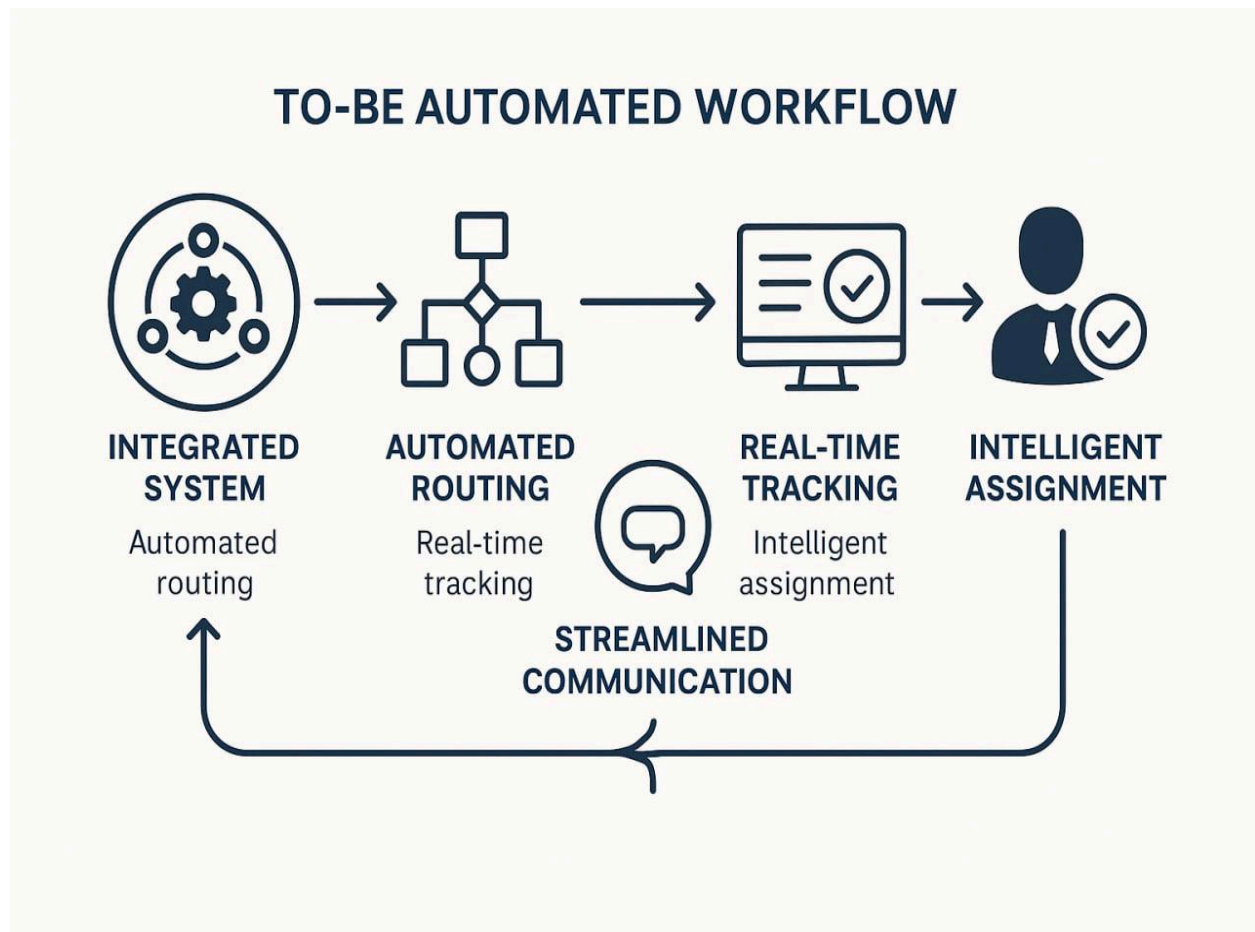 TO-BE AUTOMATED WORKFLOW
INTEGRATED
SYSTEM
Automated
routing
AUTOMATED
ROUTING
Real-time
tracking
REAL-TIME
TRACKING
Intelligent
assignment
INTELLIGENT
ASSIGNMENT
STREAMLINED
COMMUNICATION